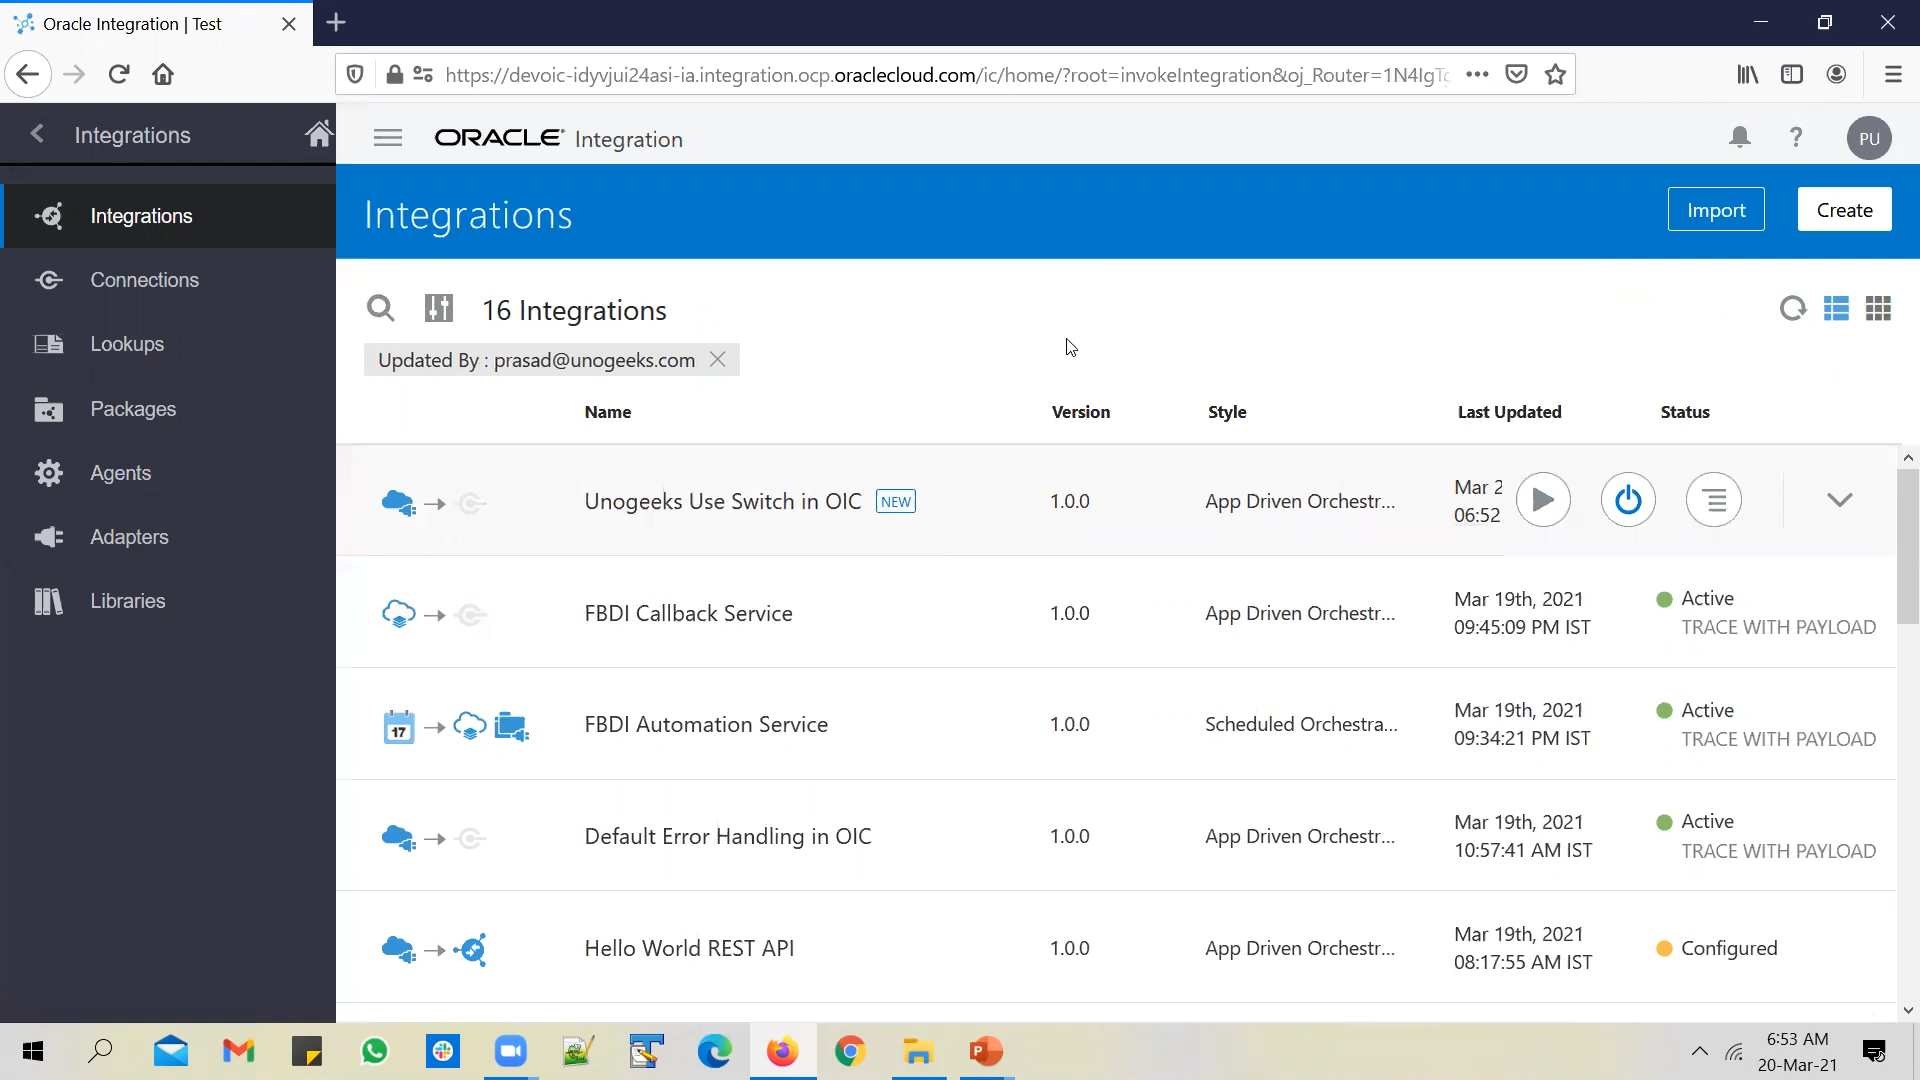 Oracle Integration | Test
https://devoic-idyvjui24asi-ia.integration.ocp.oraclecloud.com/ic/home/?root=invokeIntegration&oj_Router=1N4IgT
Integrations
ORACLE Integration
PU
Integrations
Connections
Lookups
Packages
Agents
Adapters
Libraries
Integrations
Import
Create
16 Integrations
Updated By : prasad@unogeeks.com
Name Version Style Last Updated Status
Unogeeks Use Switch in OIC NEW 1.0.0 App Driven Orchestr... Mar 2
06:52
FBDI Callback Service 1.0.0 App Driven Orchestr... Mar 19th, 2021 Active
09:45:09 PM IST TRACE WITH PAYLOAD
17
FBDI Automation Service 1.0.0 Scheduled Orchestra... Mar 19th, 2021 Active
09:34:21 PM IST TRACE WITH PAYLOAD
Default Error Handling in OIC 1.0.0 App Driven Orchestr... Mar 19th, 2021 Active
10:57:41 AM IST TRACE WITH PAYLOAD
Hello World REST API 1.0.0 App Driven Orchestr... Mar 19th, 2021 Configured
08:17:55 AM IST
6:53 AM
20-Mar-21